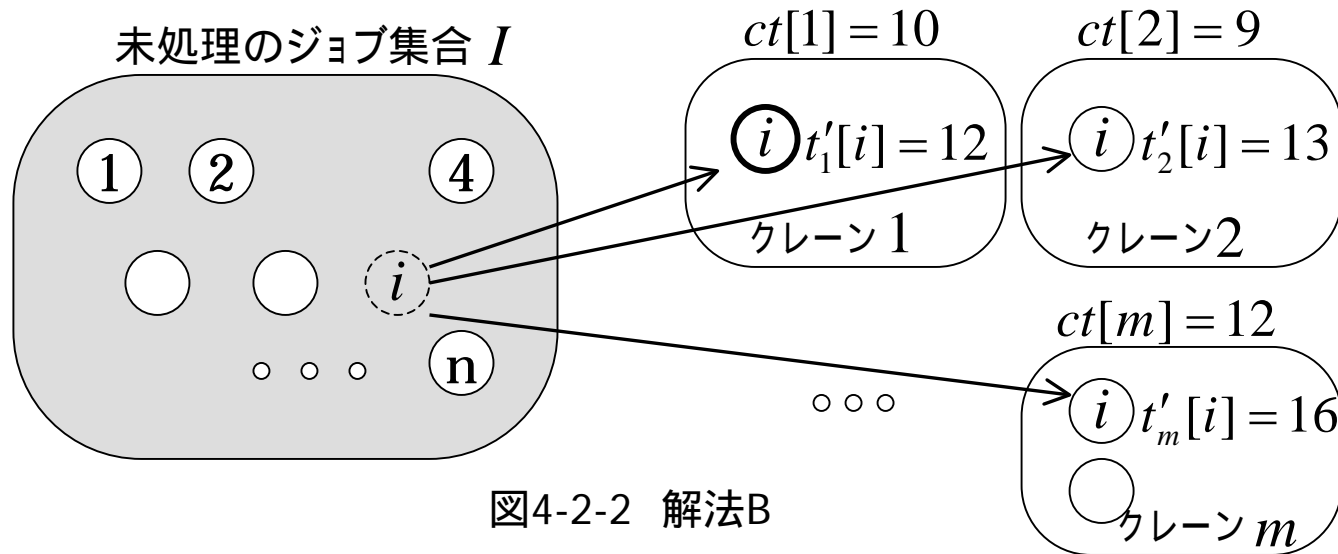 未処理のジョブ集合 I
1 2 4
i
n
ct[1] = 10
i t′₁[i] = 12
クレーン 1
ct[2] = 9
i t′₂[i] = 13
クレーン2
ct[m] = 12
i t′ₘ[i] = 16
クレーン m
図4-2-2 解法B